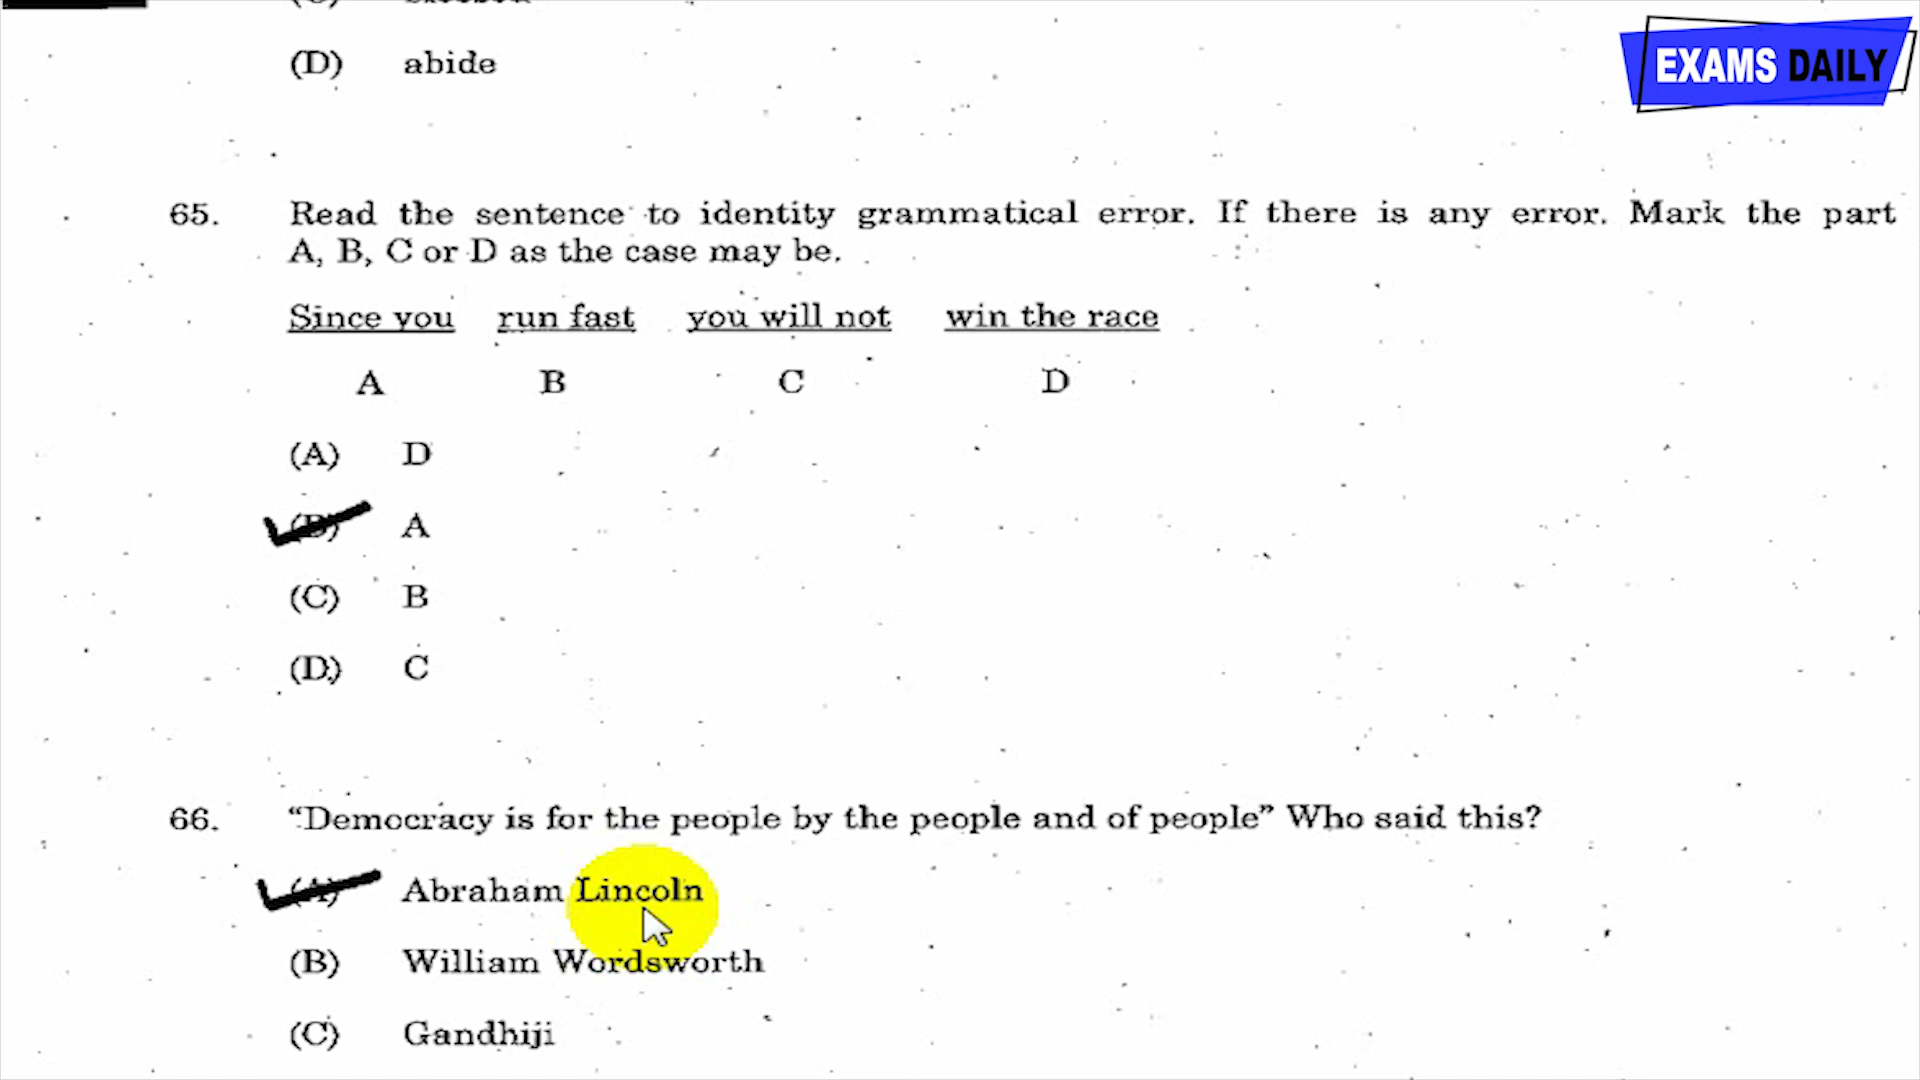 (D) abide
EXAMS DAILY
65. Read the sentence to identity grammatical error. If there is any error. Mark the part
A, B, C or D as the case may be.
Since you run fast you will not win the race
A B C D
(A) D
(B) A
(C) B
(D) C
66. “Democracy is for the people by the people and of people” Who said this?
(A) Abraham Lincoln
(B) William Wordsworth
(C) Gandhiji